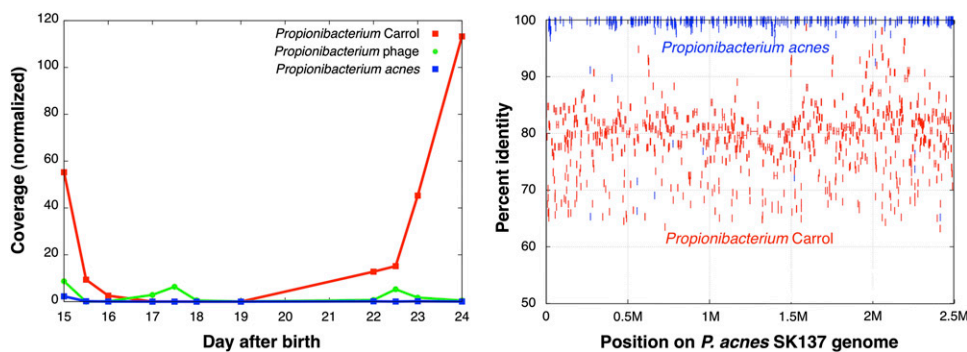 120
100
80
60
40
20
0
Coverage (normalized)
Propionibacterium Carrol
Propionibacterium phage
Propionibacterium acnes
15 16 17 18 19 20 21 22 23 24
Day after birth
100
90
80
70
60
50
Percent identity
Propionibacterium acnes
Propionibacterium Carrol
0.5M 1M 1.5M 2M 2.5M
Position on P. acnes SK137 genome